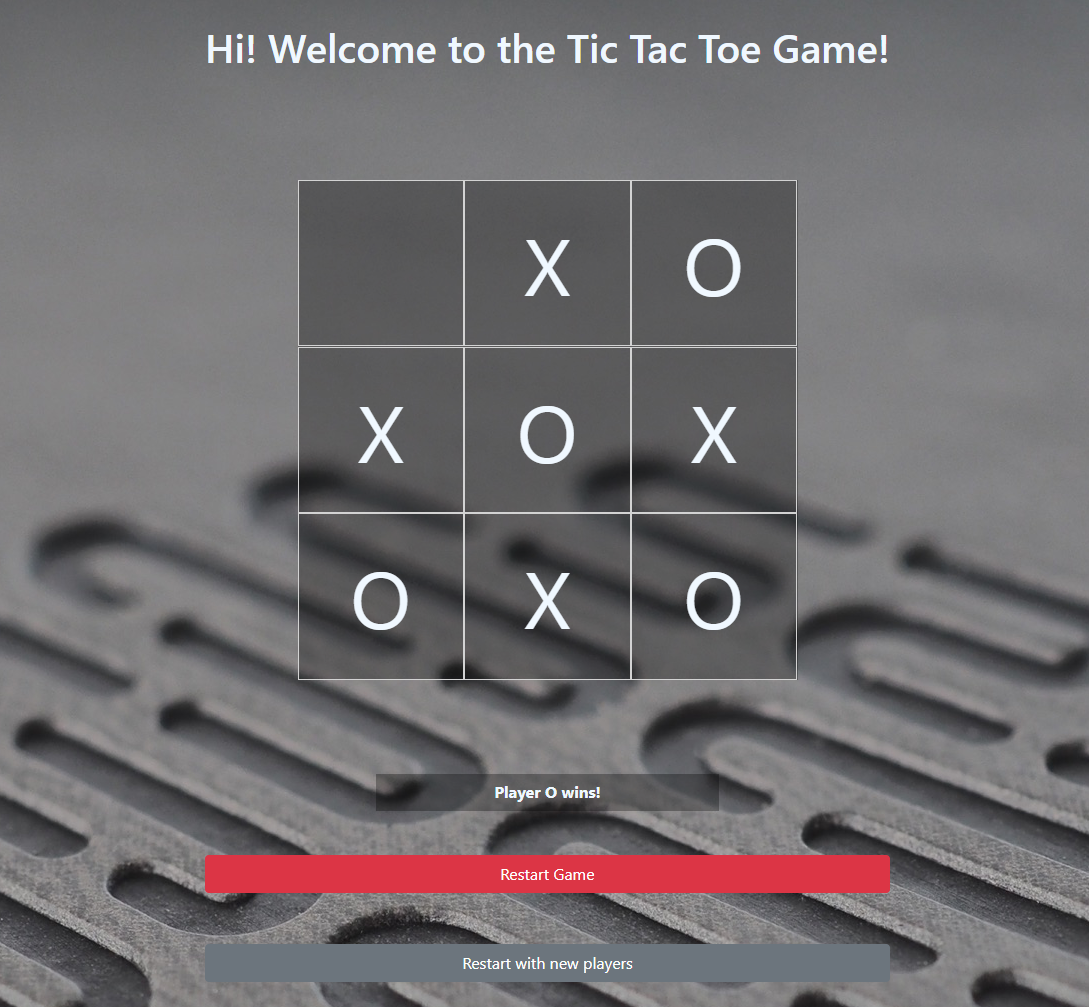 Hi! Welcome to the Tic Tac Toe Game!
X O
X O X
O X O
Player O wins!
Restart Game
Restart with new players